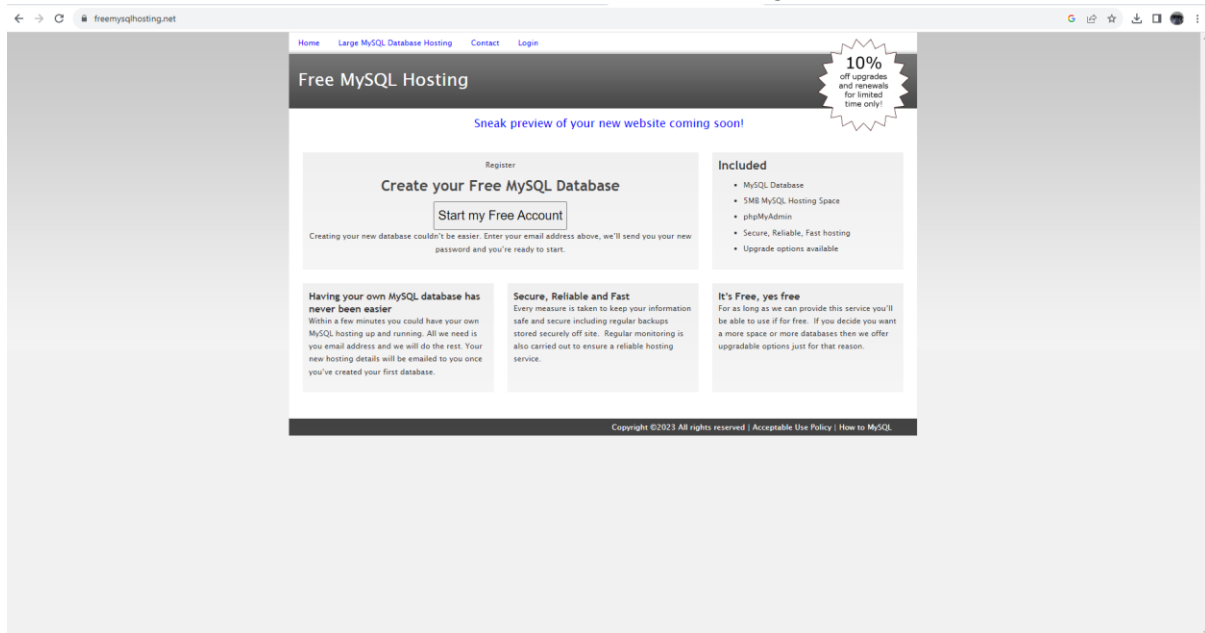 freemysqlhosting.net
Home Large MySQL Database Hosting Contact Login
10%
off upgrades
and renewals
for limited
time only!
Free MySQL Hosting
Sneak preview of your new website coming soon!
Register
Create your Free MySQL Database
Start my Free Account
Creating your new database couldn't be easier. Enter your email address above, we'll send you your new
password and you're ready to start.
Included
• MySQL Database
• 5MB MySQL Hosting Space
• phpMyAdmin
• Secure, Reliable, Fast hosting
• Upgrade options available
Having your own MySQL database has
never been easier
Within a few minutes you could have your own
MySQL hosting up and running. All we need is
you email address and we will do the rest. Your
new hosting details will be emailed to you once
you've created your first database.
Secure, Reliable and Fast
Every measure is taken to keep your information
safe and secure including regular backups
stored securely off site. Regular monitoring is
also carried out to ensure a reliable hosting
service.
It's Free, yes free
For as long as we can provide this service you'll
be able to use if for free. If you decide you want
a more space or more databases then we offer
upgradable options just for that reason.
Copyright ©2023 All rights reserved | Acceptable Use Policy | How to MySQL